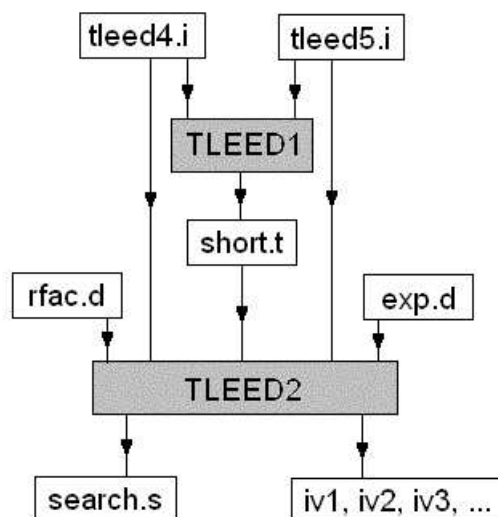 tleed4.i
tleed5.i
TLEED1
short.t
rfac.d
exp.d
TLEED2
search.s
iv1, iv2, iv3, ...